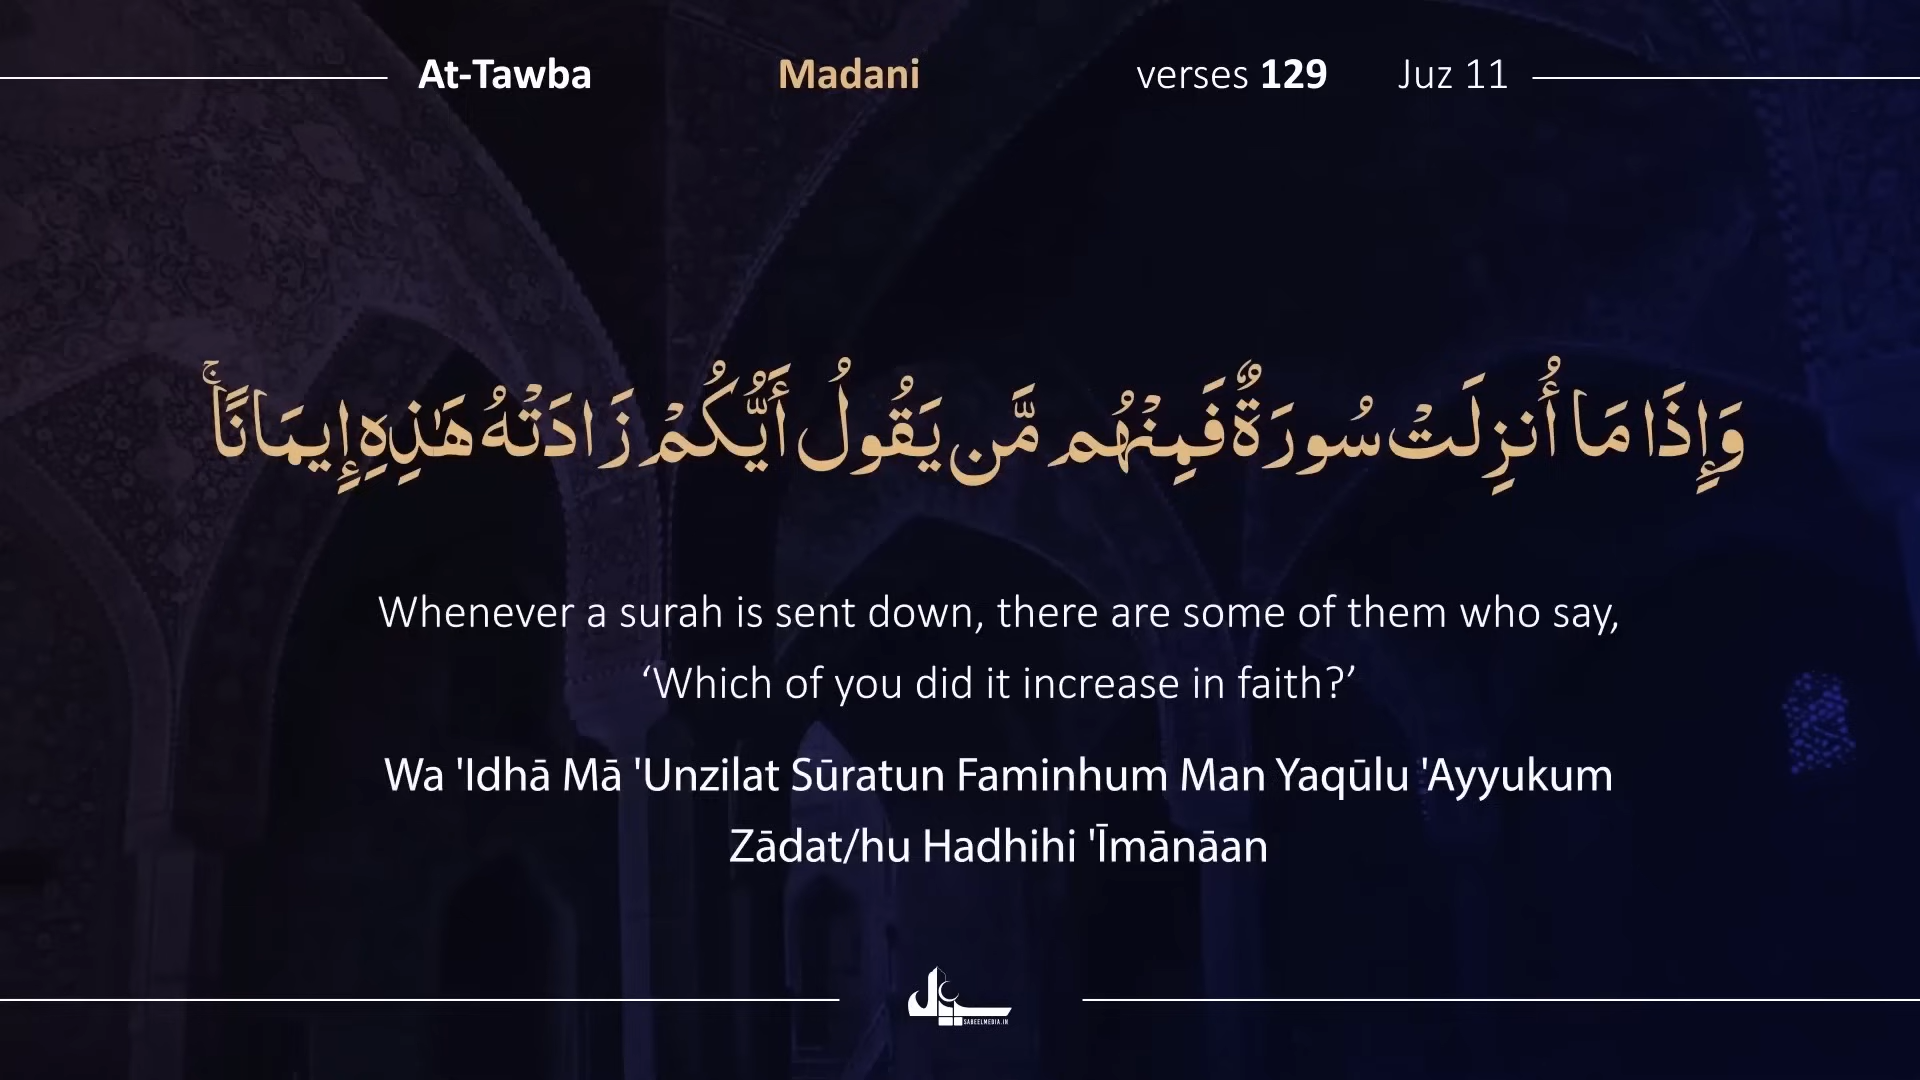 At-Tawba Madani verses 129 Juz 11
وَإِذَا مَا أُنزِلَتْ سُورَةٌ فَمِنْهُم مَّن يَقُولُ أَيُّكُمْ زَادَتْهُ هَٰذِهِ إِيمَانًا ۚ
Whenever a surah is sent down, there are some of them who say,
‘Which of you did it increase in faith?’
Wa 'Idhā Mā 'Unzilat Sūratun Faminhum Man Yaqūlu 'Ayyukum
Zādat/hu Hadhihi 'Īmānāan
SABEELMEDIA.IN